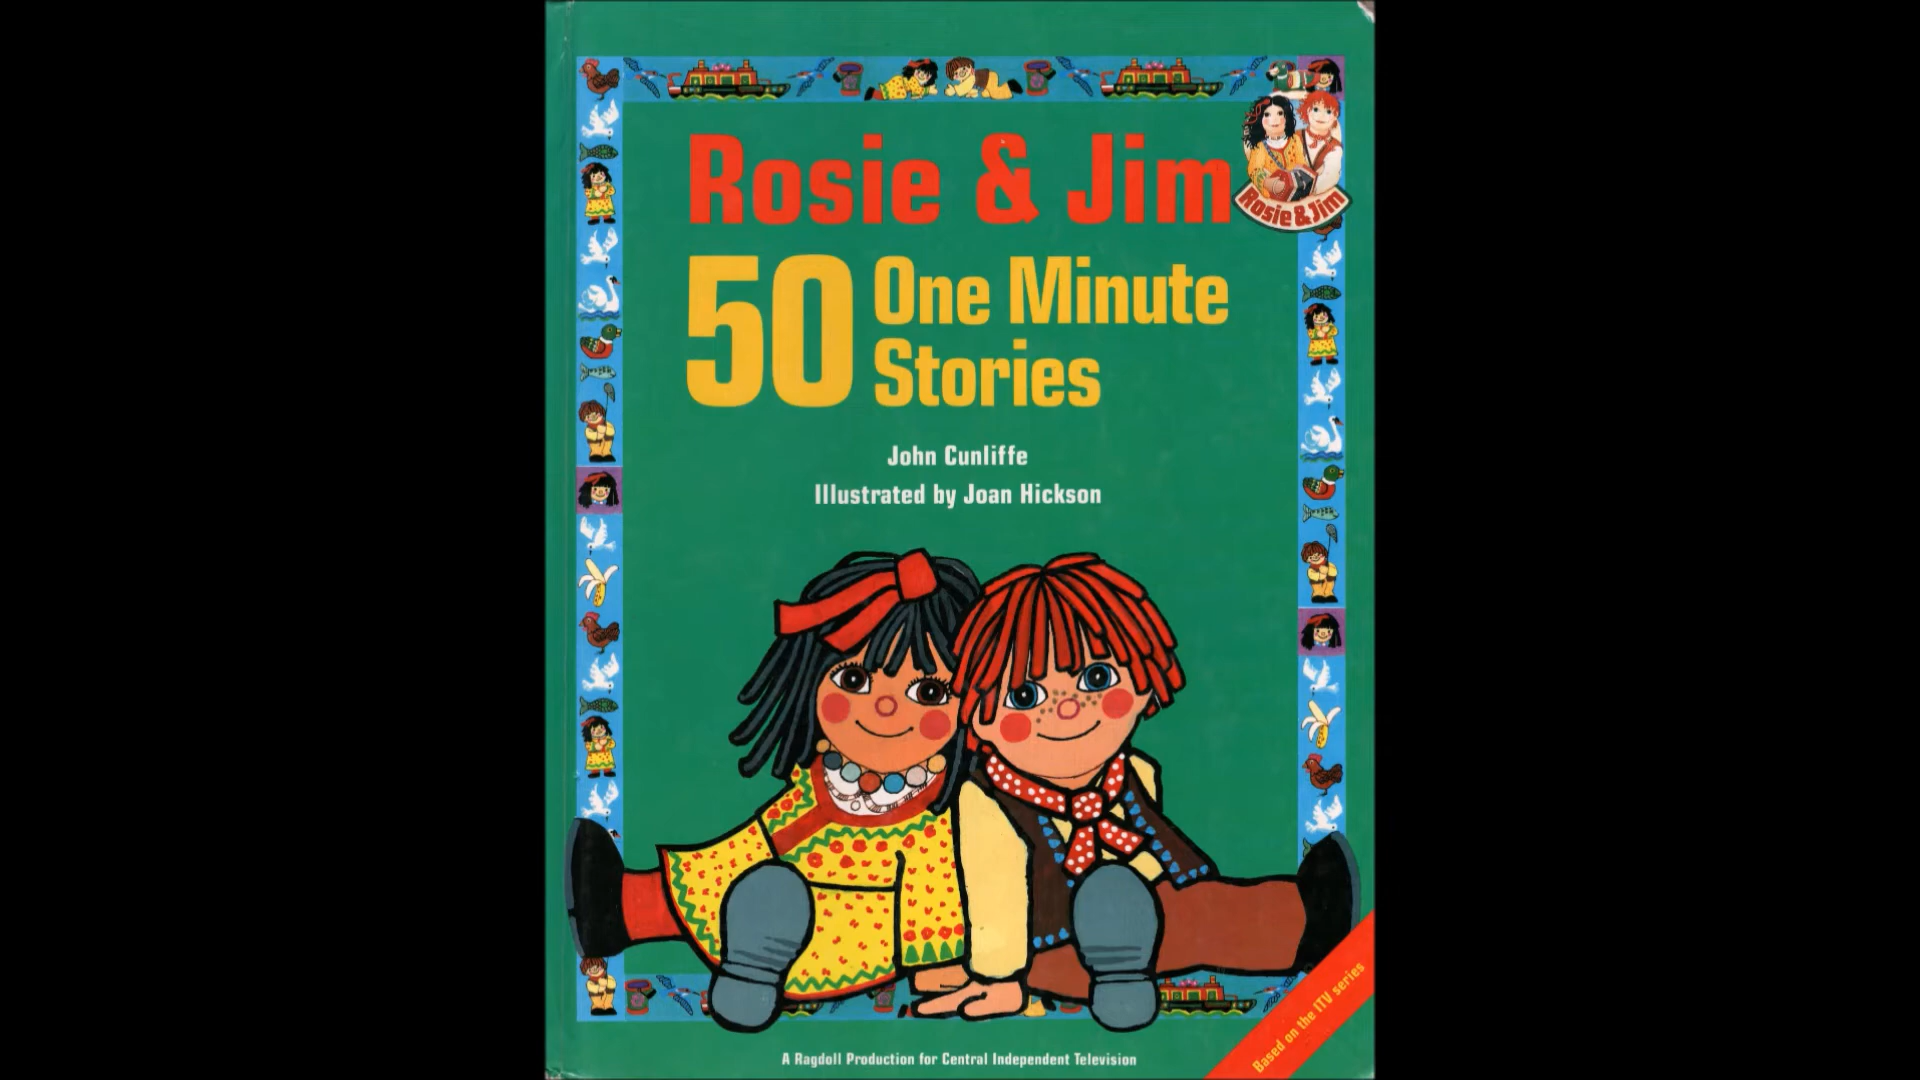 Rosie & Jim
Rosie & Jim
50 One Minute
Stories
John Cunliffe
Illustrated by Joan Hickson
Based on the ITV series
A Ragdoll Production for Central Independent Television